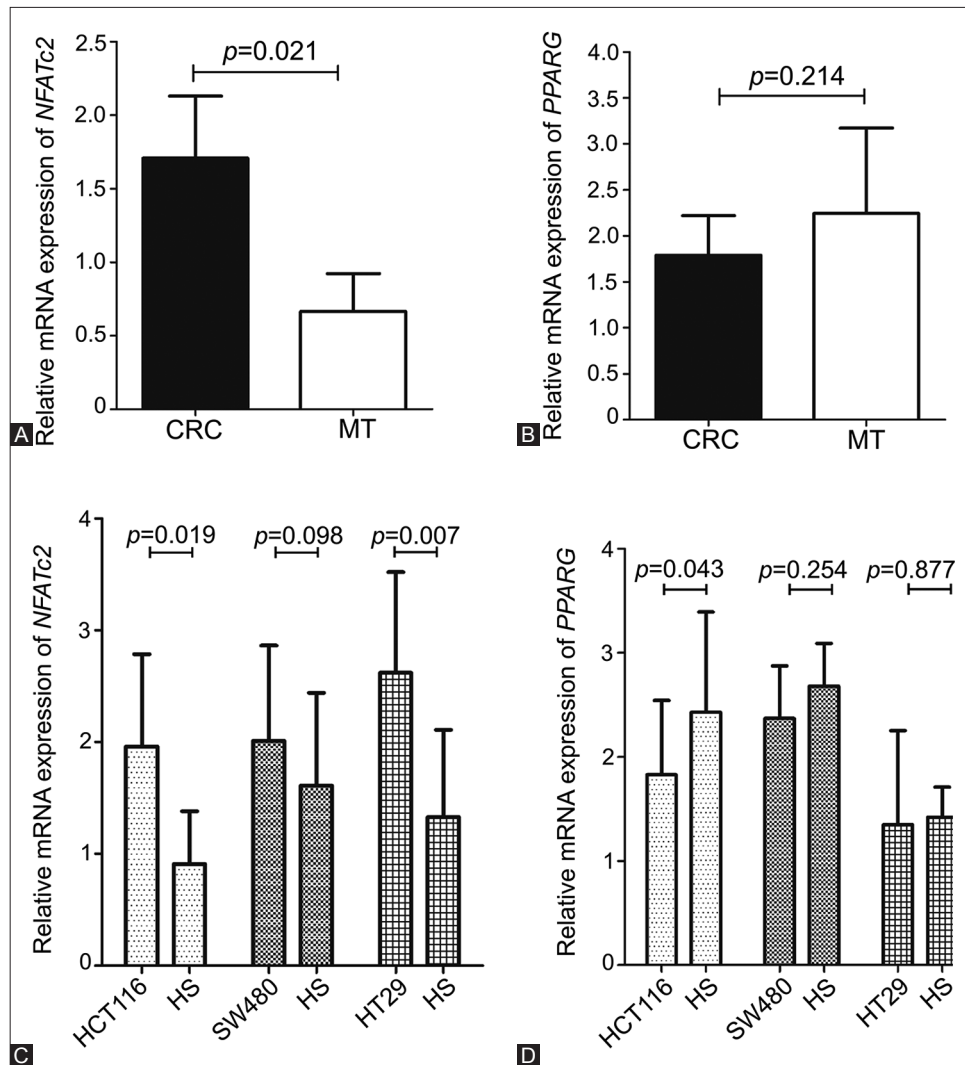 Relative mRNA expression of NFATc2
2.5
2.0
1.5
1.0
0.5
0
p=0.021
CRC
MT
A
Relative mRNA expression of PPARG
4.0
3.5
3.0
2.5
2.0
1.5
1.0
0.5
0
p=0.214
CRC
MT
B
Relative mRNA expression of NFATc2
4
3
2
1
0
p=0.019
p=0.098
p=0.007
HCT116
HS
SW480
HS
HT29
HS
C
Relative mRNA expression of PPARG
4
3
2
1
0
p=0.043
p=0.254
p=0.877
HCT116
HS
SW480
HS
HT29
HS
D